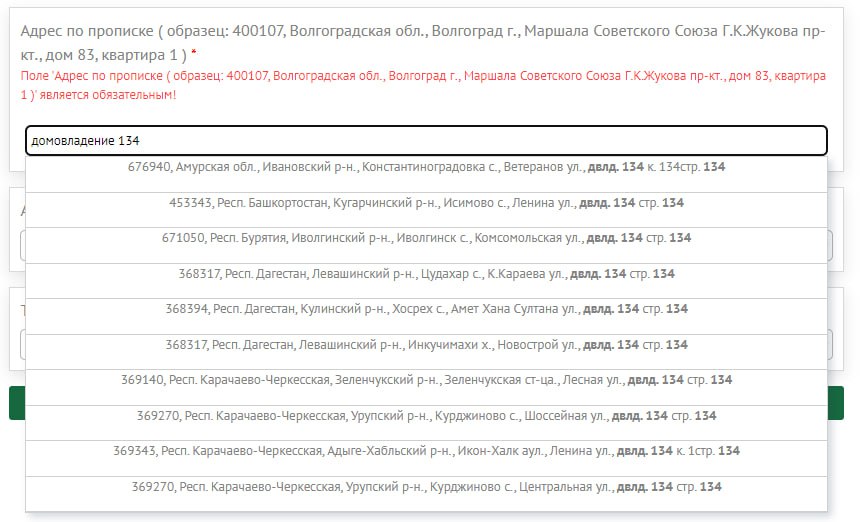 Адрес по прописке ( образец: 400107, Волгоградская обл., Волгоград г., Маршала Советского Союза Г.К.Жукова пр-
кт., дом 83, квартира 1 ) *
Поле 'Адрес по прописке ( образец: 400107, Волгоградская обл., Волгоград г., Маршала Советского Союза Г.К.Жукова пр-кт., дом 83, квартира
1 )' является обязательным!
домовладение 134
676940, Амурская обл., Ивановский р-н., Константиноградовка с., Ветеранов ул., двлд. 134 к. 134стр. 134
453343, Респ. Башкортостан, Кугарчинский р-н., Исимово с., Ленина ул., двлд. 134 стр. 134
671050, Респ. Бурятия, Иволгинский р-н., Иволгинск с., Комсомольская ул., двлд. 134 стр. 134
368317, Респ. Дагестан, Левашинский р-н., Цудахар с., К.Караева ул., двлд. 134 стр. 134
368394, Респ. Дагестан, Кулинский р-н., Хосрех с., Амет Хана Султана ул., двлд. 134 стр. 134
368317, Респ. Дагестан, Левашинский р-н., Инкучимахи х., Новострой ул., двлд. 134 стр. 134
369140, Респ. Карачаево-Черкесская, Зеленчукский р-н., Зеленчукская ст-ца., Лесная ул., двлд. 134 стр. 134
369270, Респ. Карачаево-Черкесская, Урупский р-н., Курджиново с., Шоссейная ул., двлд. 134 стр. 134
369343, Респ. Карачаево-Черкесская, Адыге-Хабльский р-н., Икон-Халк аул., Ленина ул., двлд. 134 к. 1стр. 134
369270, Респ. Карачаево-Черкесская, Урупский р-н., Курджиново с., Центральная ул., двлд. 134 стр. 134